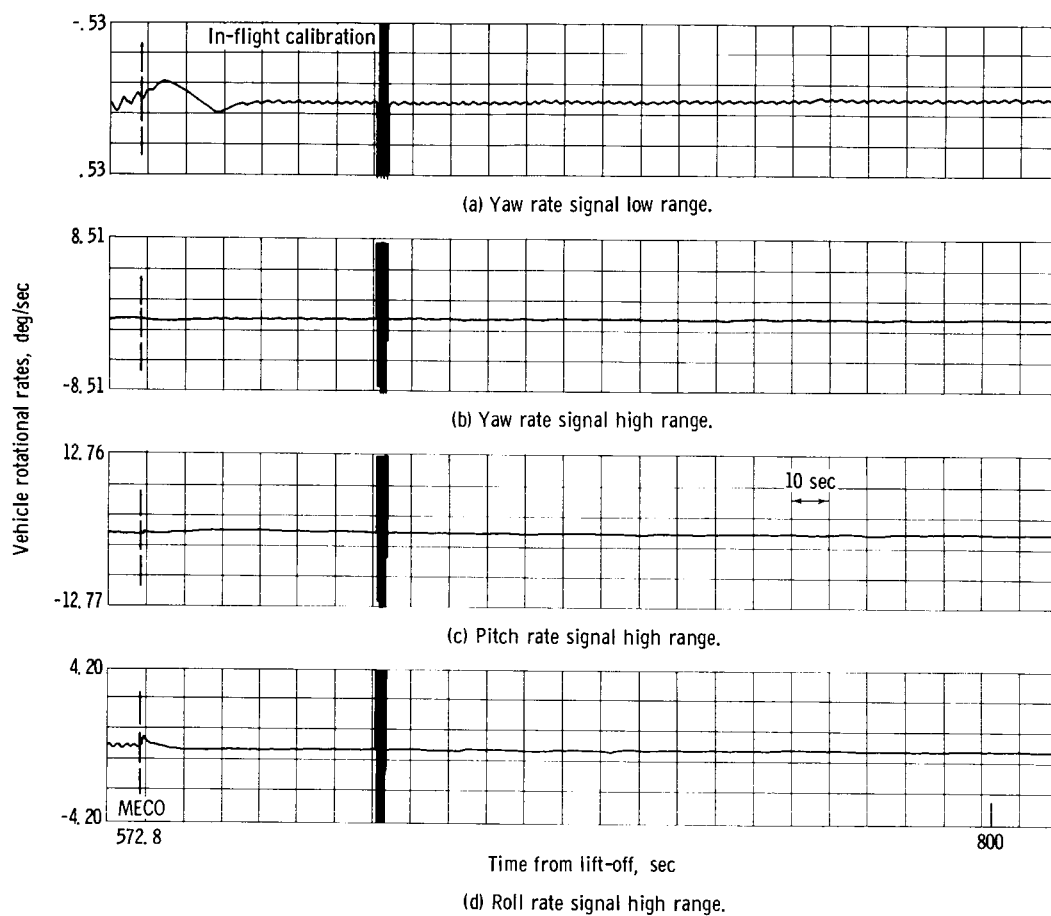 -.53
In-flight calibration
.53
(a) Yaw rate signal low range.
8.51
-8.51
(b) Yaw rate signal high range.
Vehicle rotational rates, deg/sec
12.76
10 sec
-12.77
(c) Pitch rate signal high range.
4.20
MECO
-4.20
572.8
800
Time from lift-off, sec
(d) Roll rate signal high range.